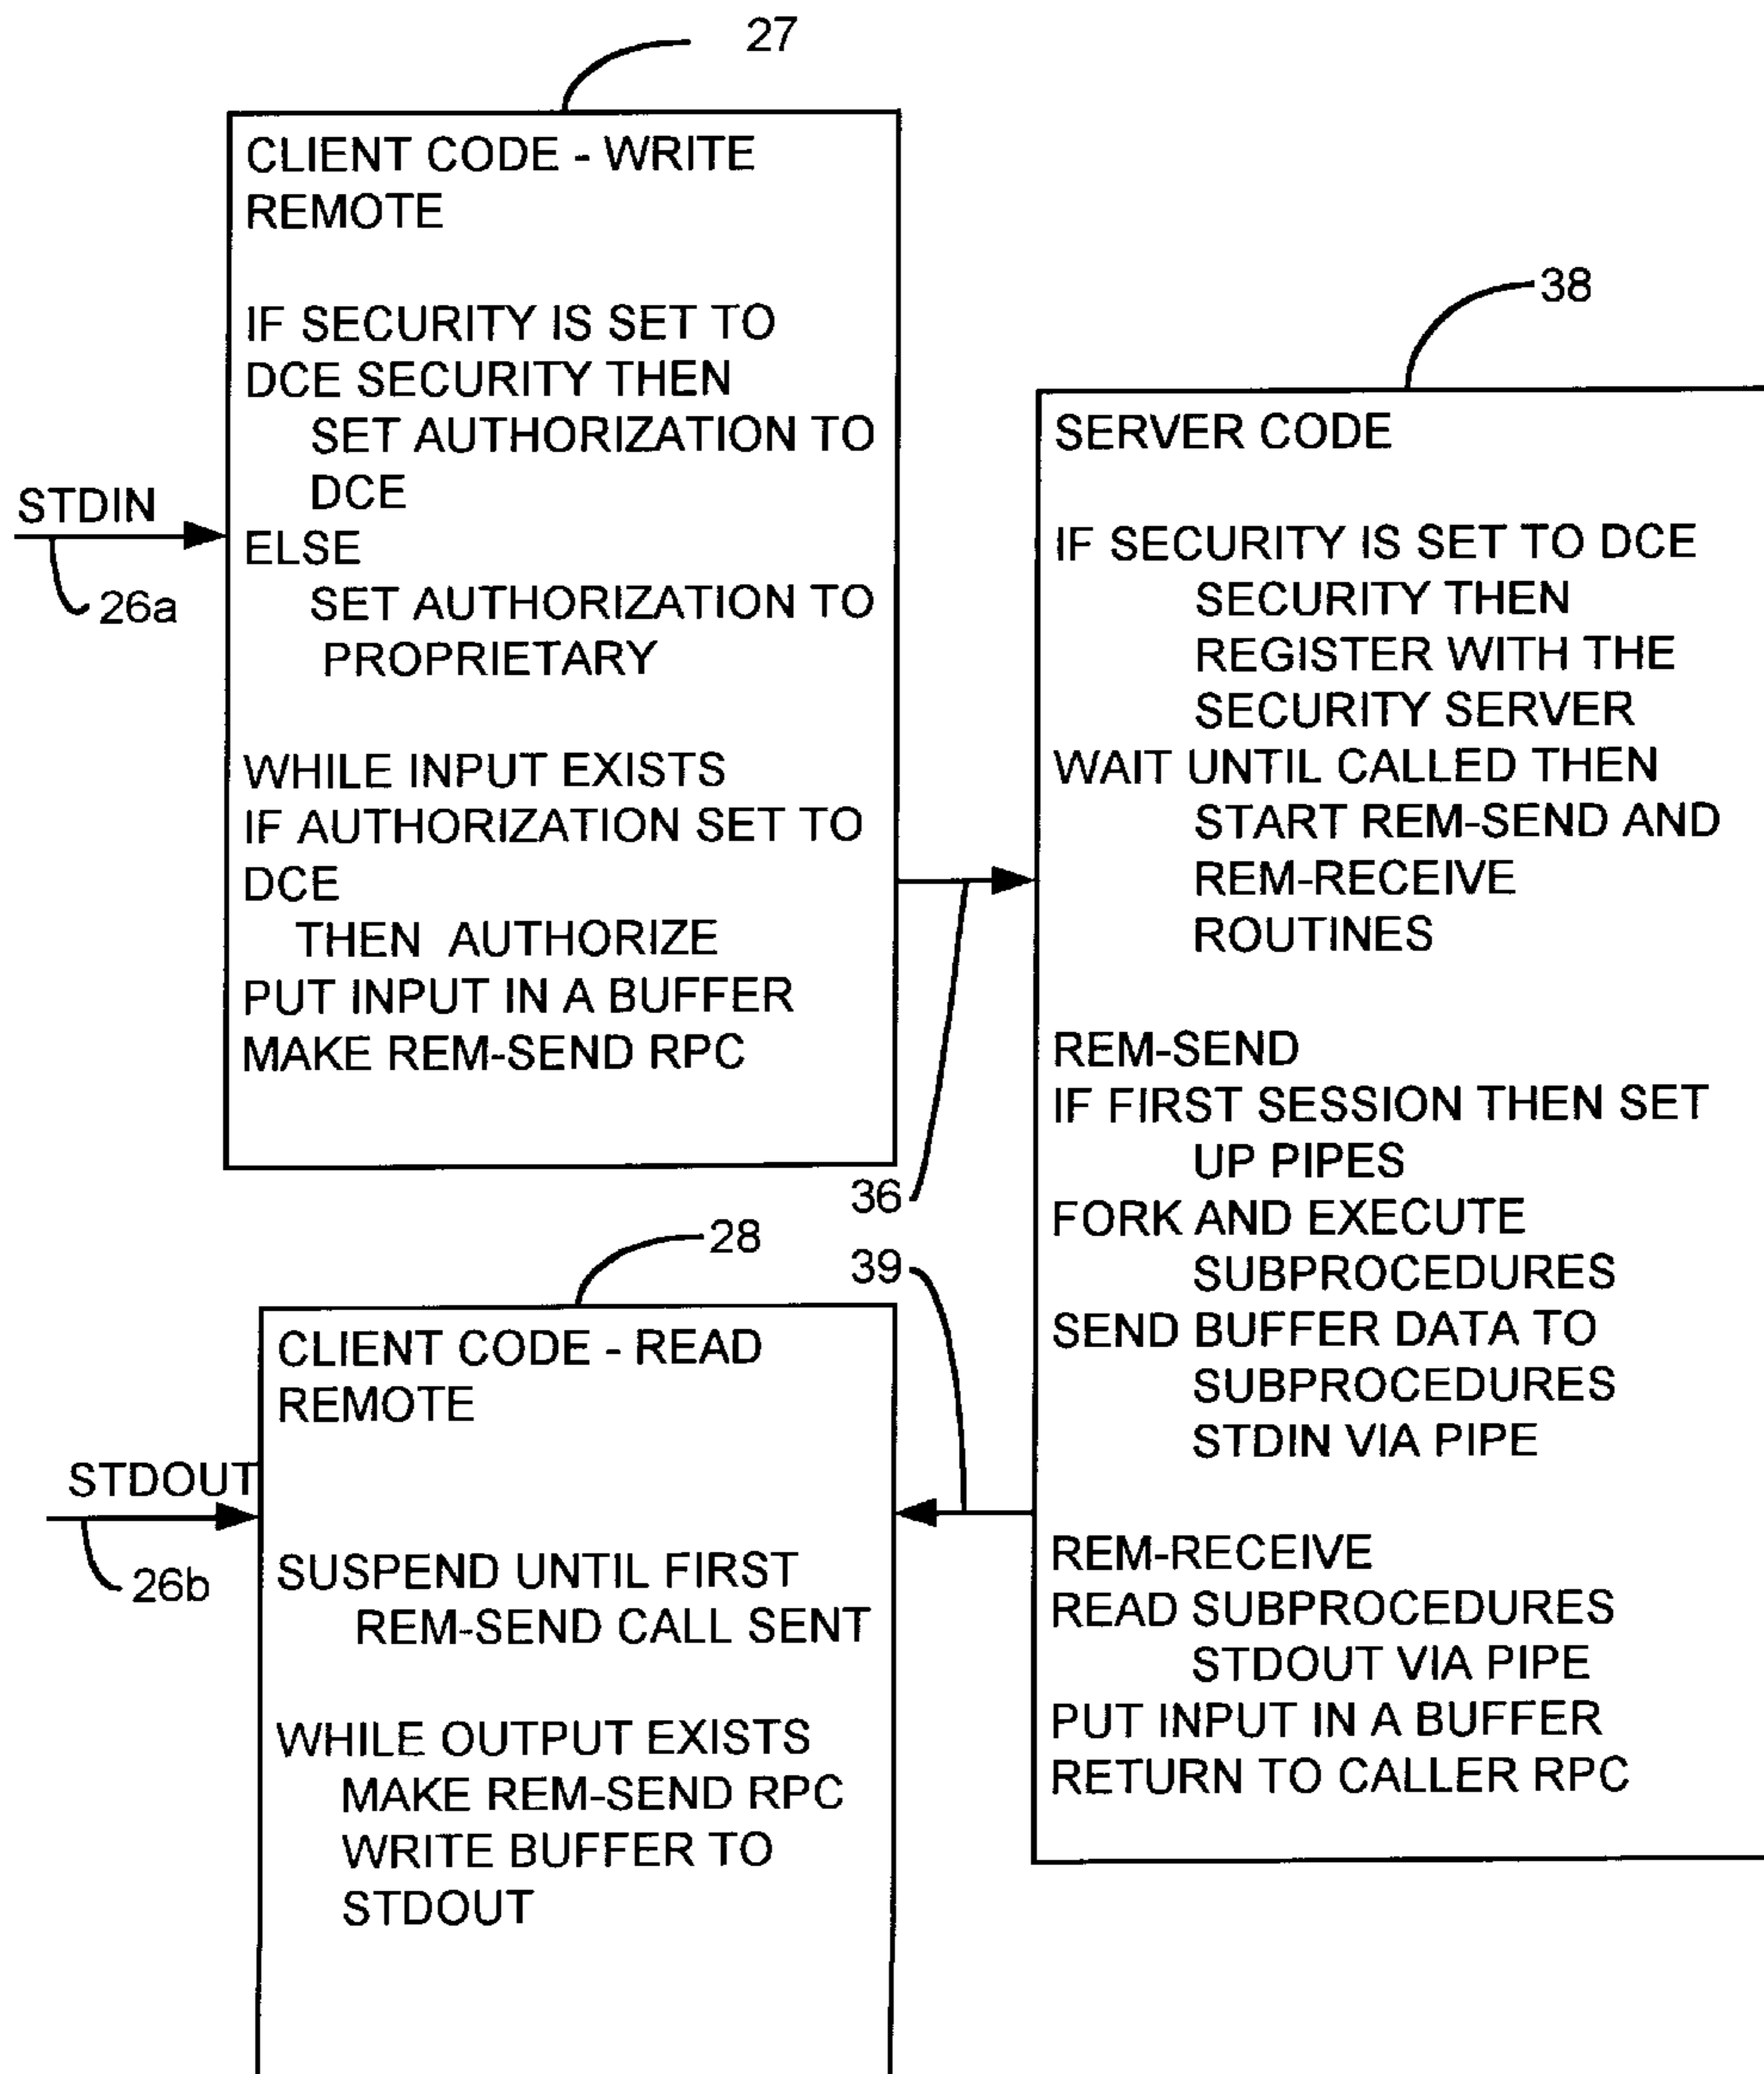 27
CLIENT CODE - WRITE
REMOTE
IF SECURITY IS SET TO
DCE SECURITY THEN
SET AUTHORIZATION TO
DCE
ELSE
SET AUTHORIZATION TO
PROPRIETARY
WHILE INPUT EXISTS
IF AUTHORIZATION SET TO
DCE
THEN AUTHORIZE
PUT INPUT IN A BUFFER
MAKE REM-SEND RPC
STDIN
26a
36
38
SERVER CODE
IF SECURITY IS SET TO DCE
SECURITY THEN
REGISTER WITH THE
SECURITY SERVER
WAIT UNTIL CALLED THEN
START REM-SEND AND
REM-RECEIVE
ROUTINES
REM-SEND
IF FIRST SESSION THEN SET
UP PIPES
FORK AND EXECUTE
SUBPROCEDURES
SEND BUFFER DATA TO
SUBPROCEDURES
STDIN VIA PIPE
REM-RECEIVE
READ SUBPROCEDURES
STDOUT VIA PIPE
PUT INPUT IN A BUFFER
RETURN TO CALLER RPC
39
28
CLIENT CODE - READ
REMOTE
SUSPEND UNTIL FIRST
REM-SEND CALL SENT
WHILE OUTPUT EXISTS
MAKE REM-SEND RPC
WRITE BUFFER TO
STDOUT
STDOUT
26b